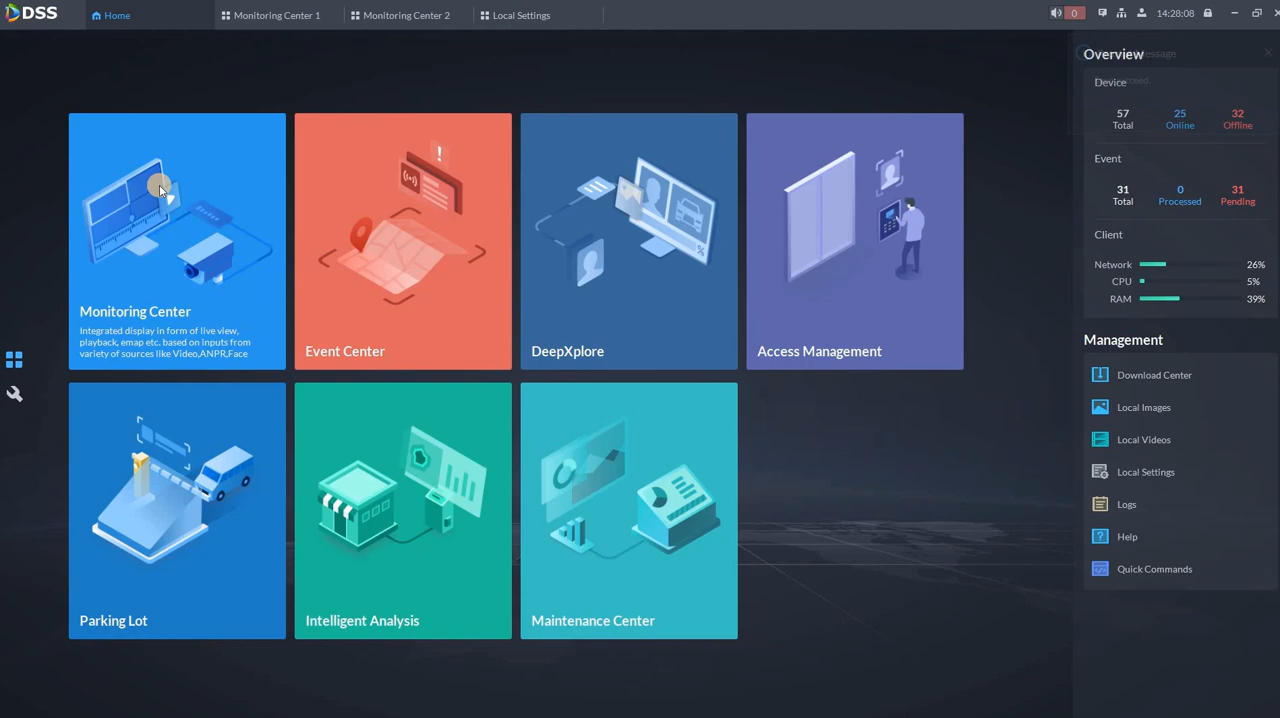 DSS
Home
Monitoring Center 1
Monitoring Center 2
Local Settings
0
14:28:08
Monitoring Center
Integrated display in form of live view,
playback, emap etc. based on inputs from
variety of sources like Video,ANPR,Face
Event Center
DeepXplore
Access Management
Parking Lot
Intelligent Analysis
Maintenance Center
Overview
Device
57 25 32
Total Online Offline
Event
31 0 31
Total Processed Pending
Client
Network 26%
CPU 5%
RAM 39%
Management
Download Center
Local Images
Local Videos
Local Settings
Logs
Help
Quick Commands